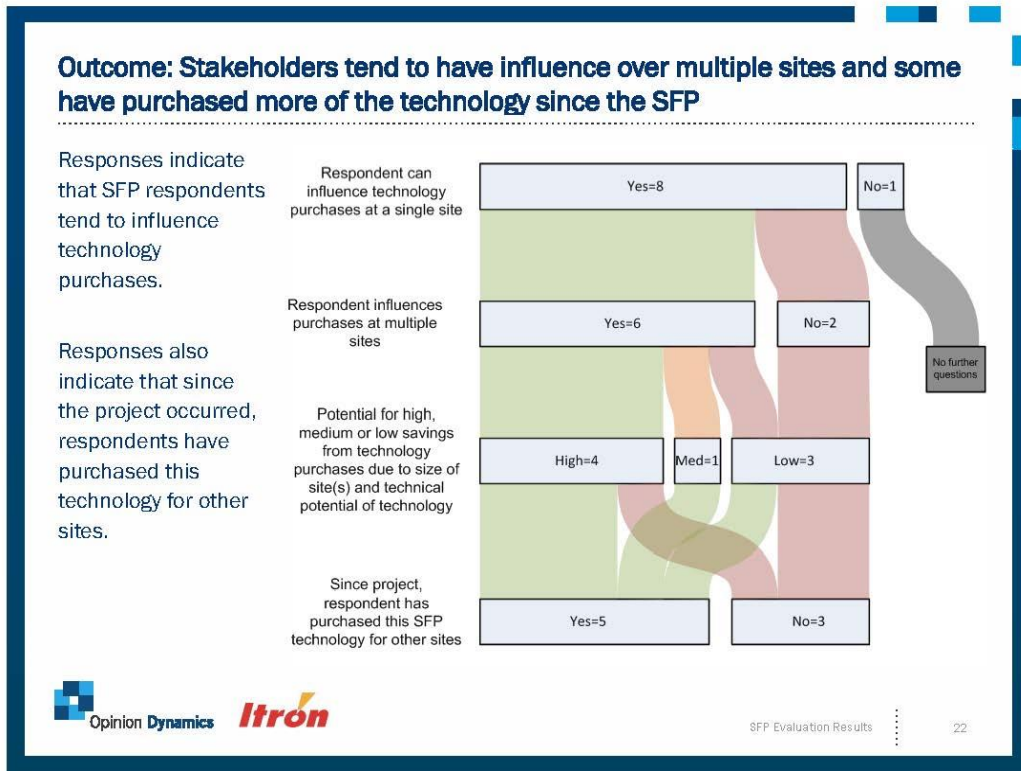 Outcome: Stakeholders tend to have influence over multiple sites and some
have purchased more of the technology since the SFP
Responses indicate
that SFP respondents
tend to influence
technology
purchases.
Responses also
indicate that since
the project occurred,
respondents have
purchased this
technology for other
sites.
Respondent can
influence technology
purchases at a single site
Yes=8
No=1
Respondent influences
purchases at multiple
sites
Yes=6
No=2
No further
questions
Potential for high,
medium or low savings
from technology
purchases due to size of
site(s) and technical
potential of technology
High=4
Med=1
Low=3
Since project,
respondent has
purchased this SFP
technology for other sites
Yes=5
No=3
Opinion Dynamics
Itrón
SFP Evaluation Results
22